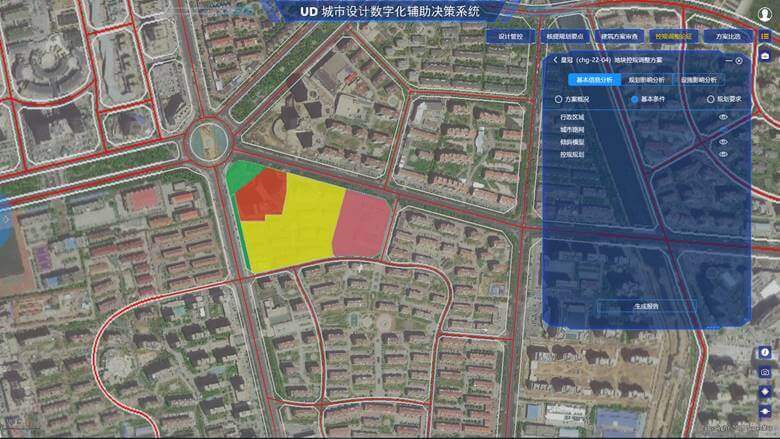 UD 城市设计数字化辅助决策系统
设计管控
核提规划要点
建筑方案审查
控规调整论证
方案比选
皇冠（chg-22-04）地块控规调整方案
基本信息分析
规划影响分析
设施影响分析
方案概况
基本条件
规划要求
行政区域
城市路网
倾斜模型
控规规划
生成报告